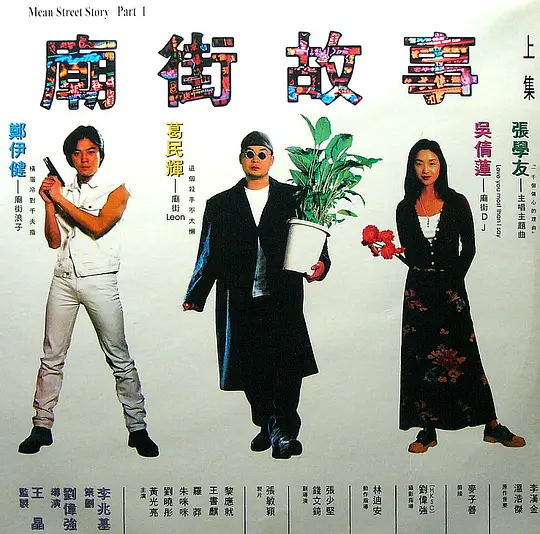 Mean Street Story Part 1
廟街故事
上集
鄭伊健——廟街浪子
橫眉冷對千夫指
葛民輝——廟街Leon
這個殺手不太懶
吳倩蓮——廟街DJ
Love you most than I say
張學友——主唱主題曲
"一千個傷心的理由"
監製 王晶
導演 劉偉強
策劃 李兆基
主演 黃光亮 劉曉彤 朱咪咪 羅莽 王書麒 黎應就
製片 張敏穎
副導演 錢文錡 張少堅
動作指導 林迪安
攝影指導 劉偉強 (HKSC)
剪接 麥子善
原作音樂 溫浩傑 李漢金